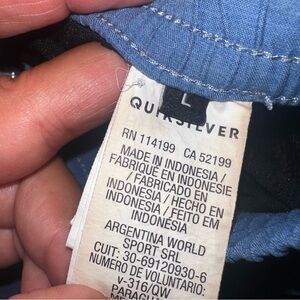 L
QUIKSILVER
RN 114199 CA 52199
MADE IN INDONESIA /
FABRIQUE EN INDONESIE
/ FABRICADO EN
INDONESIA / HECHO EN
INDONESIA / FEITO EM
INDONESIA
ARGENTINA WORLD
SPORT SRL
CUIT: 30-69120930-6
NUMERO DE VOLUNTARIO:
v-316/QW